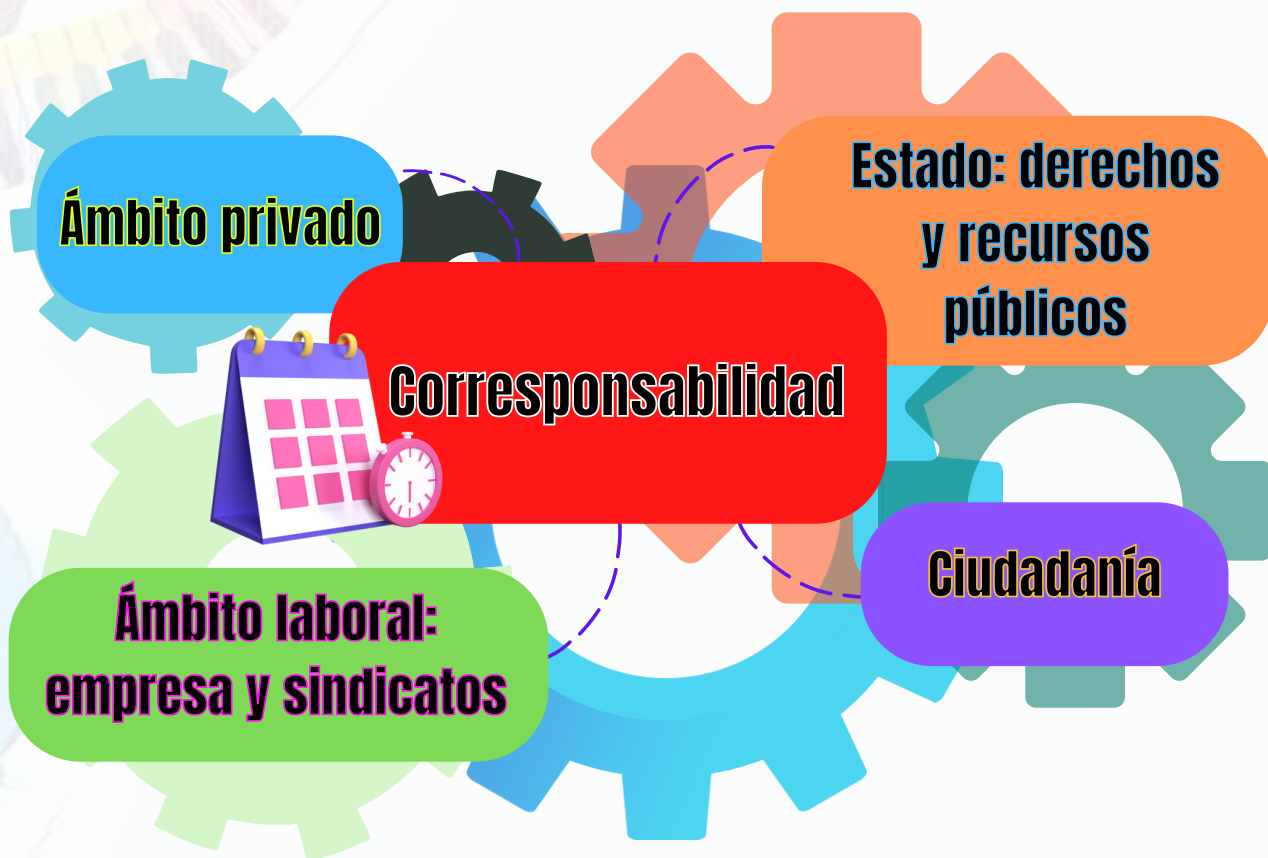 Ámbito privado
Estado: derechos
y recursos
públicos
Corresponsabilidad
Ciudadanía
Ámbito laboral:
empresa y sindicatos